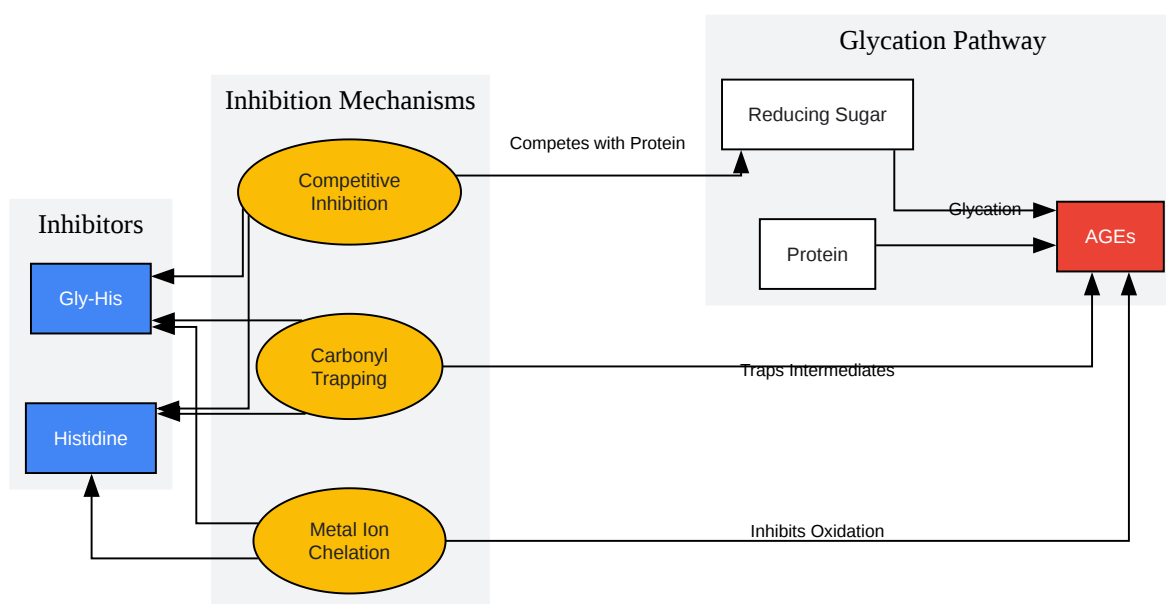 Glycation Pathway
Reducing Sugar
Glycation
Protein
AGEs
Inhibition Mechanisms
Competitive
Inhibition
Competes with Protein
Carbonyl
Trapping
Traps Intermediates
Metal Ion
Chelation
Inhibits Oxidation
Inhibitors
Gly-His
Histidine